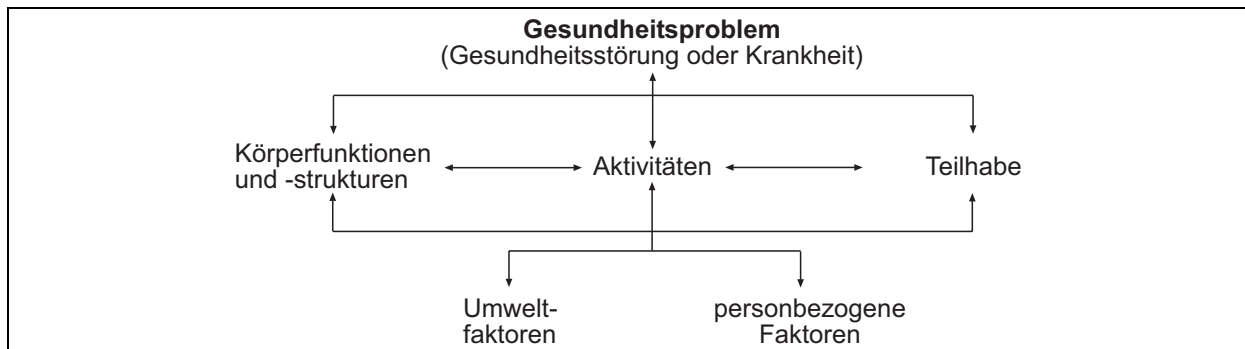 Gesundheitsproblem
(Gesundheitsstörung oder Krankheit)
Körperfunktionen
und -strukturen
Aktivitäten
Teilhabe
Umwelt-
faktoren
personbezogene
Faktoren